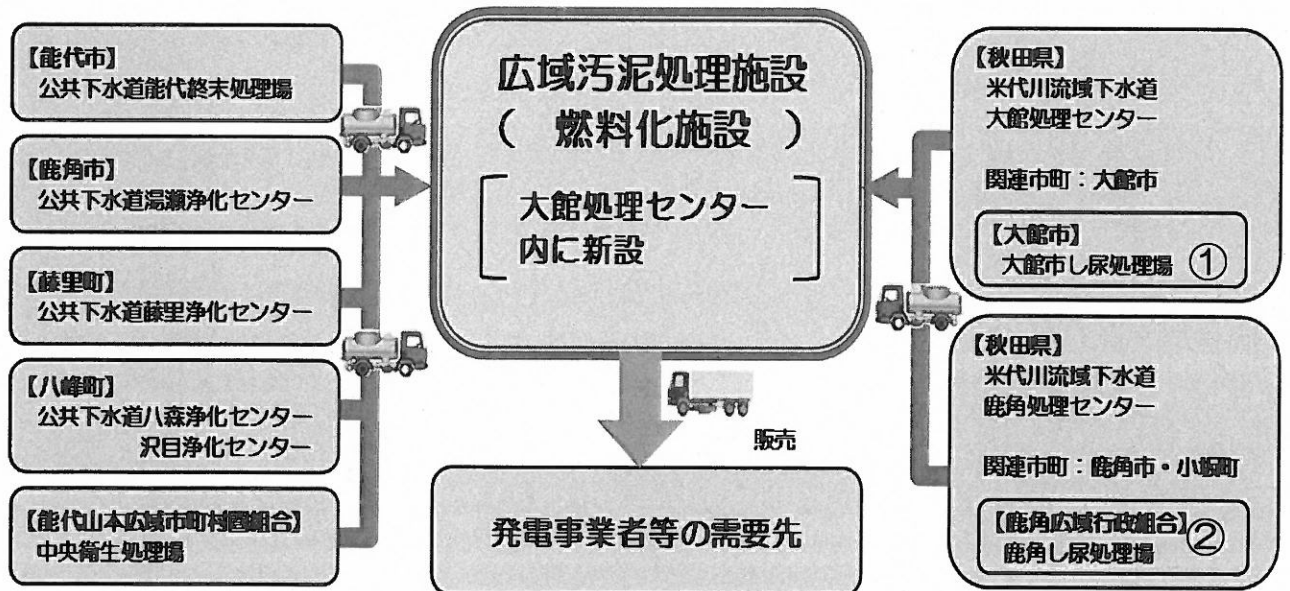 【能代市】
公共下水道能代終末処理場
【鹿角市】
公共下水道湯瀬浄化センター
【藤里町】
公共下水道藤里浄化センター
【八峰町】
公共下水道八森浄化センター
沢目浄化センター
【能代山本広域市町村圏組合】
中央衛生処理場
広域汚泥処理施設
( 燃料化施設 )
大館処理センター
内に新設
販売
発電事業者等の需要先
【秋田県】
米代川流域下水道
大館処理センター
関連市町：大館市
【大館市】
大館市し尿処理場 ①
【秋田県】
米代川流域下水道
鹿角処理センター
関連市町：鹿角市・小坂町
【鹿角広域行政組合】
鹿角し尿処理場 ②